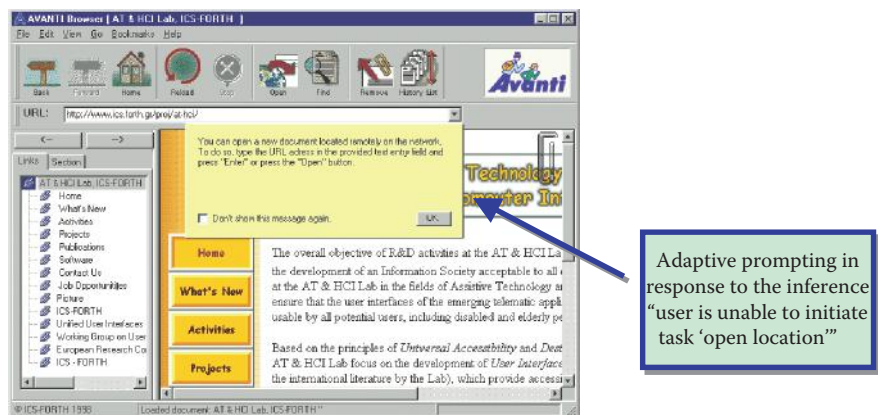 AVANTI Browser [ AT & HCI Lab, ICS-FORTH ]
File Edit View Go Bookmarks Help
Back Forward Home Reload Stop Open Find Remove History List
Avanti
URL: http://www.ics.forth.gr/proj/at-hci/
<-- -->
Links Section
AT & HCI Lab, ICS-FORTH
Home
What's New
Activities
Projects
Publications
Software
Contact Us
Job Opportunities
Picture
ICS-FORTH
Unified User Interfaces
Working Group on User
European Research Co
ICS - FORTH
You can open a new document located remotely on the network.
To do so, type the URL adress in the provided text entry field and
press "Enter" or press the "Open" button.
Don't show this message again.
OK
Technology
omputer In
Home
What's New
Activities
Projects
The overall objective of R&D activities at the AT & HCI La
the development of an Information Society acceptable to all
at the AT & HCI Lab in the fields of Assistive Technology a
ensure that the user interfaces of the emerging telematic appli
usable by all potential users, including disabled and elderly pe
Based on the principles of Universal Accessibility and Des
AT & HCI Lab focus on the development of User Interface
the international literature by the Lab), which provide accessi
© ICS-FORTH 1998 Loaded document: AT & HCI Lab, ICS-FORTH"
Adaptive prompting in
response to the inference
“user is unable to initiate
task ‘open location’”